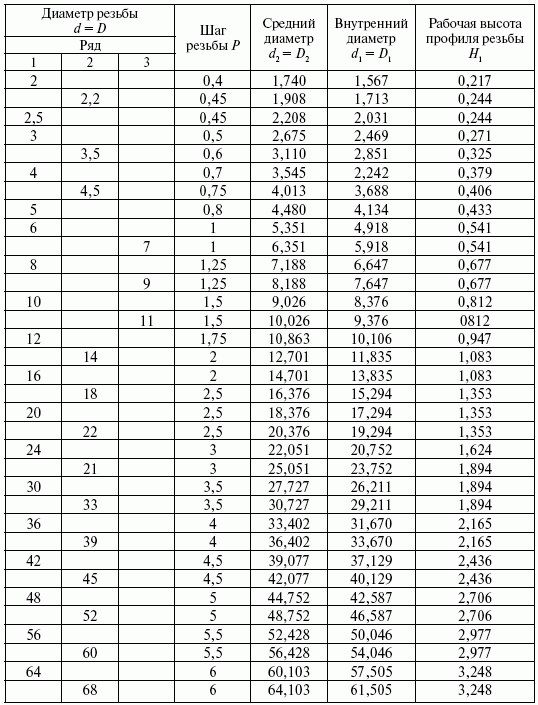 Диаметр резьбы d = D | Шаг резьбы P | Средний диаметр d₂ = D₂ | Внутренний диаметр d₁ = D₁ | Рабочая высота профиля резьбы H₁
Ряд
1 | 2 | 3
2 | | | 0,4 | 1,740 | 1,567 | 0,217
| 2,2 | | 0,45 | 1,908 | 1,713 | 0,244
2,5 | | | 0,45 | 2,208 | 2,031 | 0,244
3 | | | 0,5 | 2,675 | 2,469 | 0,271
| 3,5 | | 0,6 | 3,110 | 2,851 | 0,325
4 | | | 0,7 | 3,545 | 2,242 | 0,379
| 4,5 | | 0,75 | 4,013 | 3,688 | 0,406
5 | | | 0,8 | 4,480 | 4,134 | 0,433
6 | | | 1 | 5,351 | 4,918 | 0,541
| | 7 | 1 | 6,351 | 5,918 | 0,541
8 | | | 1,25 | 7,188 | 6,647 | 0,677
| | 9 | 1,25 | 8,188 | 7,647 | 0,677
10 | | | 1,5 | 9,026 | 8,376 | 0,812
| | 11 | 1,5 | 10,026 | 9,376 | 0812
12 | | | 1,75 | 10,863 | 10,106 | 0,947
| 14 | | 2 | 12,701 | 11,835 | 1,083
16 | | | 2 | 14,701 | 13,835 | 1,083
| 18 | | 2,5 | 16,376 | 15,294 | 1,353
20 | | | 2,5 | 18,376 | 17,294 | 1,353
| 22 | | 2,5 | 20,376 | 19,294 | 1,353
24 | | | 3 | 22,051 | 20,752 | 1,624
| 21 | | 3 | 25,051 | 23,752 | 1,894
30 | | | 3,5 | 27,727 | 26,211 | 1,894
| 33 | | 3,5 | 30,727 | 29,211 | 1,894
36 | | | 4 | 33,402 | 31,670 | 2,165
| 39 | | 4 | 36,402 | 33,670 | 2,165
42 | | | 4,5 | 39,077 | 37,129 | 2,436
| 45 | | 4,5 | 42,077 | 40,129 | 2,436
48 | | | 5 | 44,752 | 42,587 | 2,706
| 52 | | 5 | 48,752 | 46,587 | 2,706
56 | | | 5,5 | 52,428 | 50,046 | 2,977
| 60 | | 5,5 | 56,428 | 54,046 | 2,977
64 | | | 6 | 60,103 | 57,505 | 3,248
| 68 | | 6 | 64,103 | 61,505 | 3,248